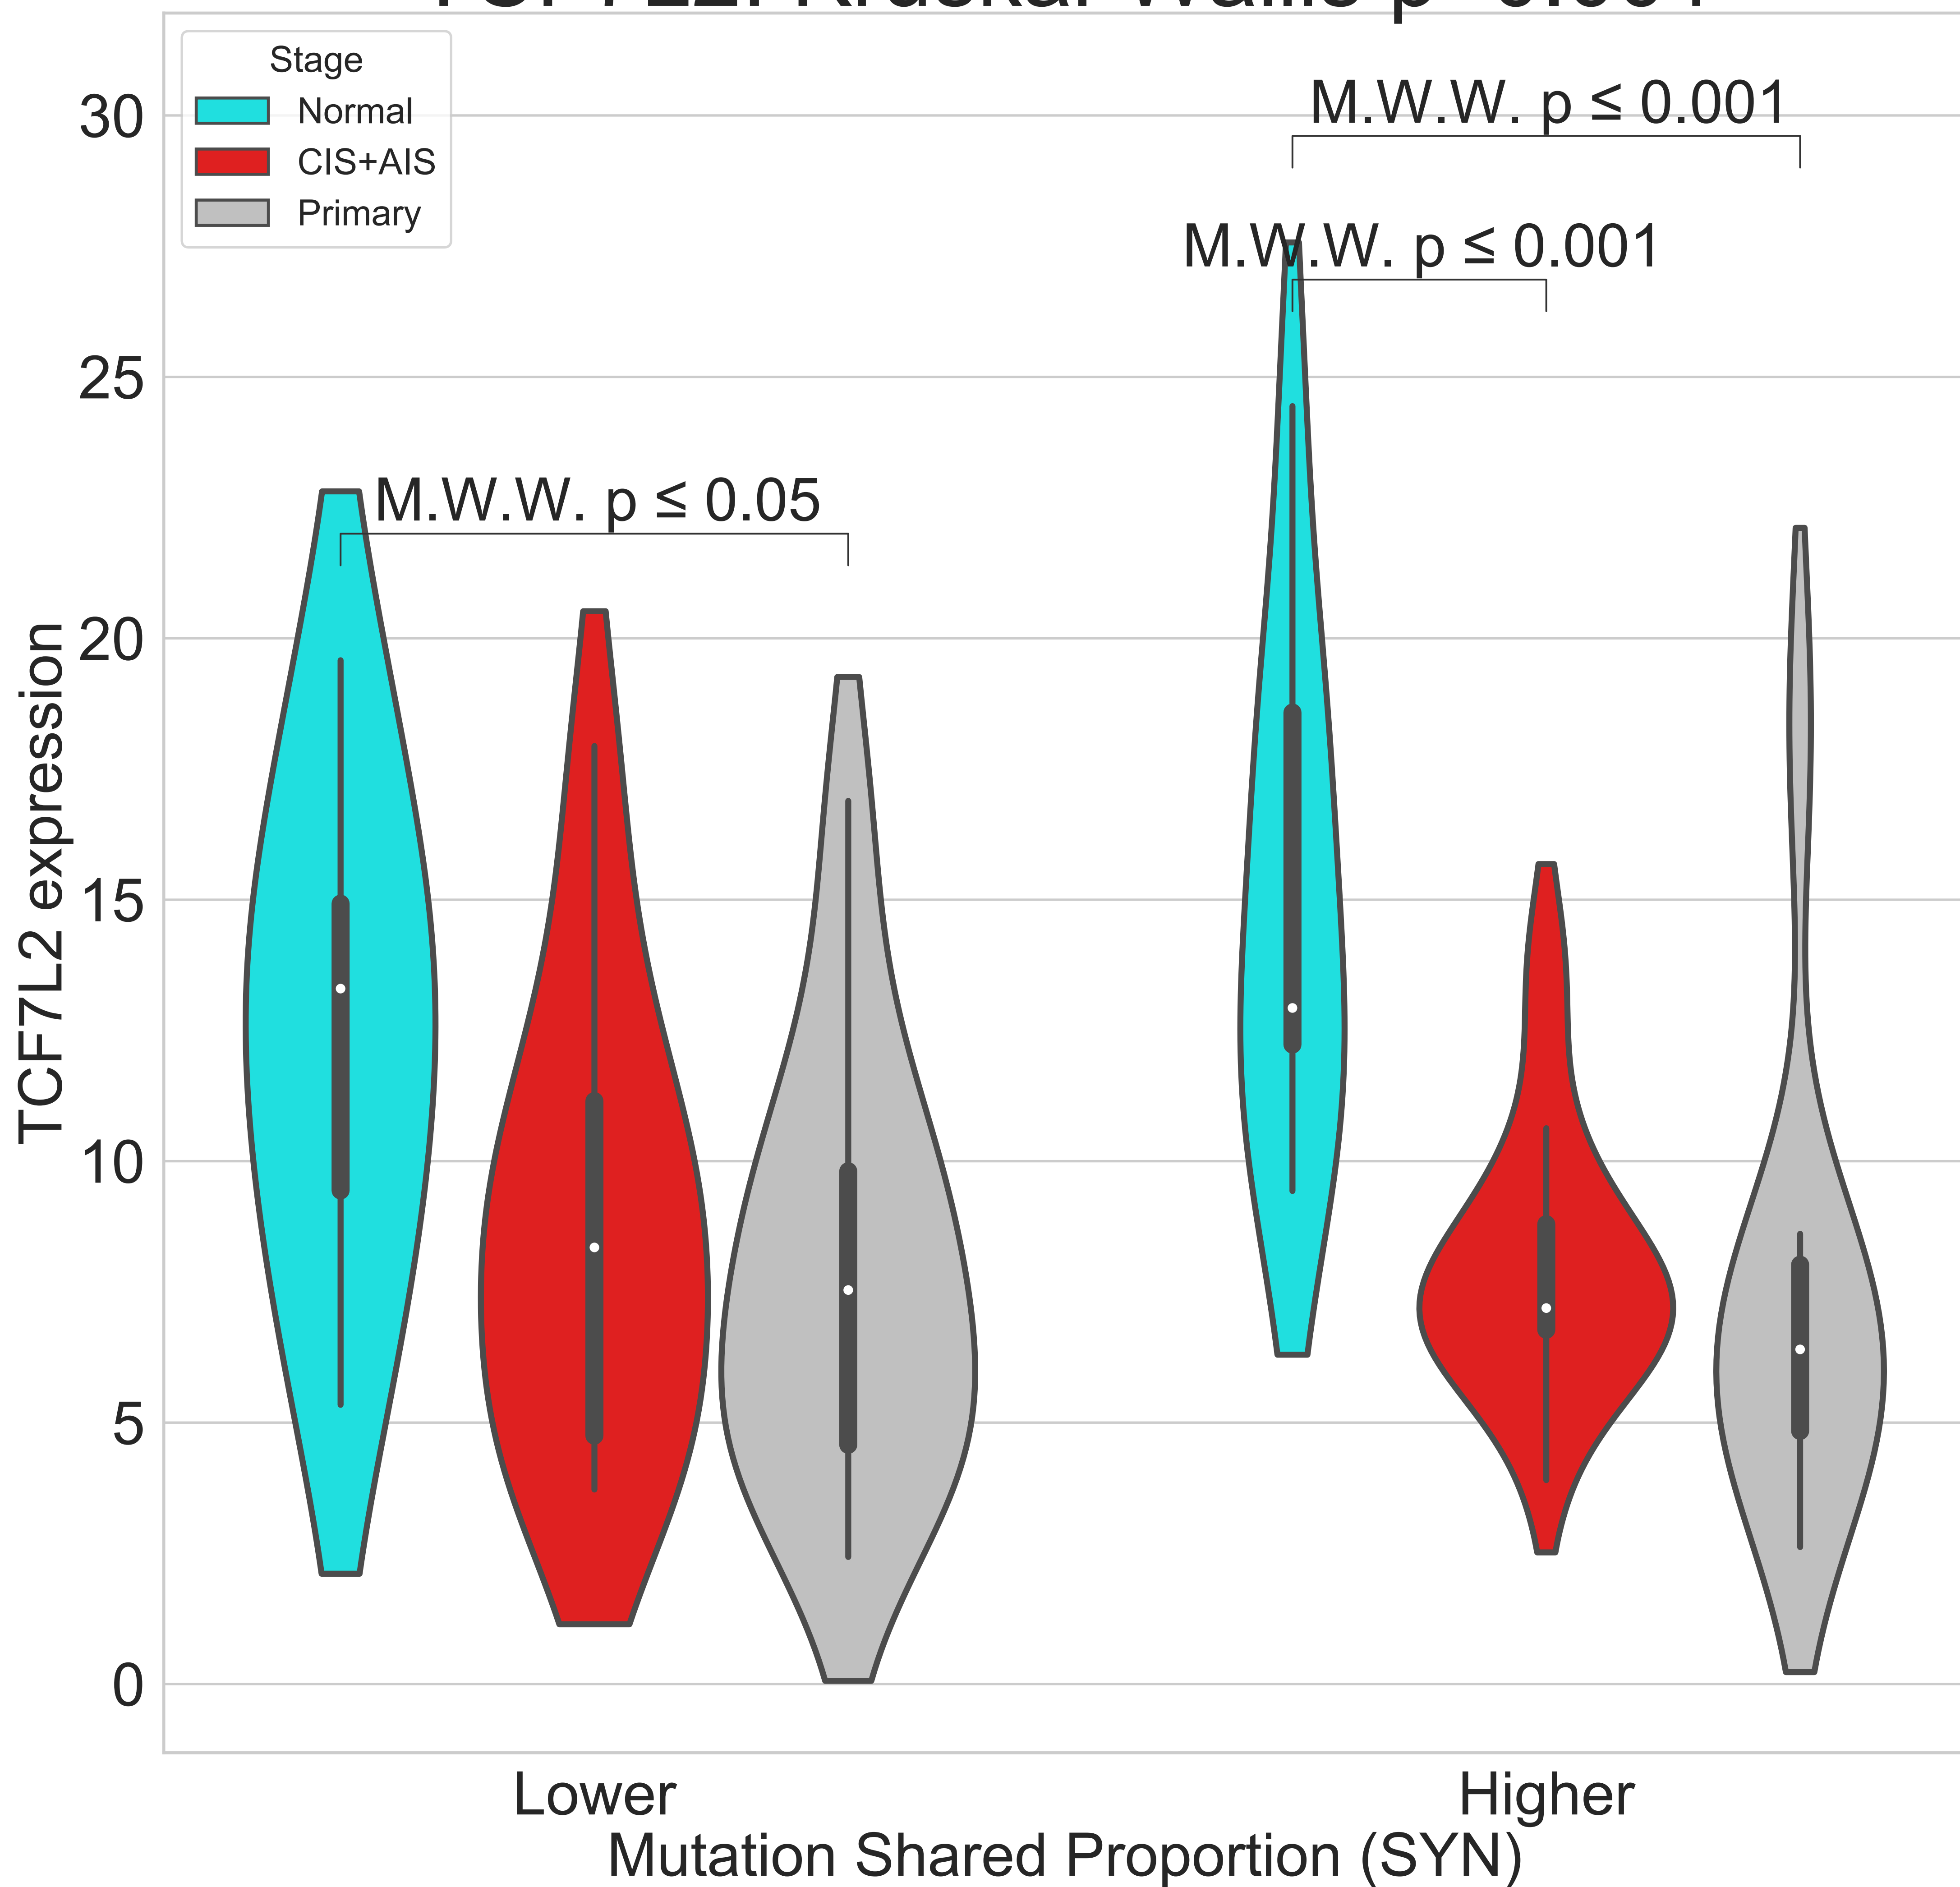 Stage
Normal
CIS+AIS
Primary
M.W.W. p ≤ 0.001
M.W.W. p ≤ 0.001
M.W.W. p ≤ 0.05
TCF7L2 expression
30
25
20
15
10
5
0
Lower
Higher
Mutation Shared Proportion (SYN)